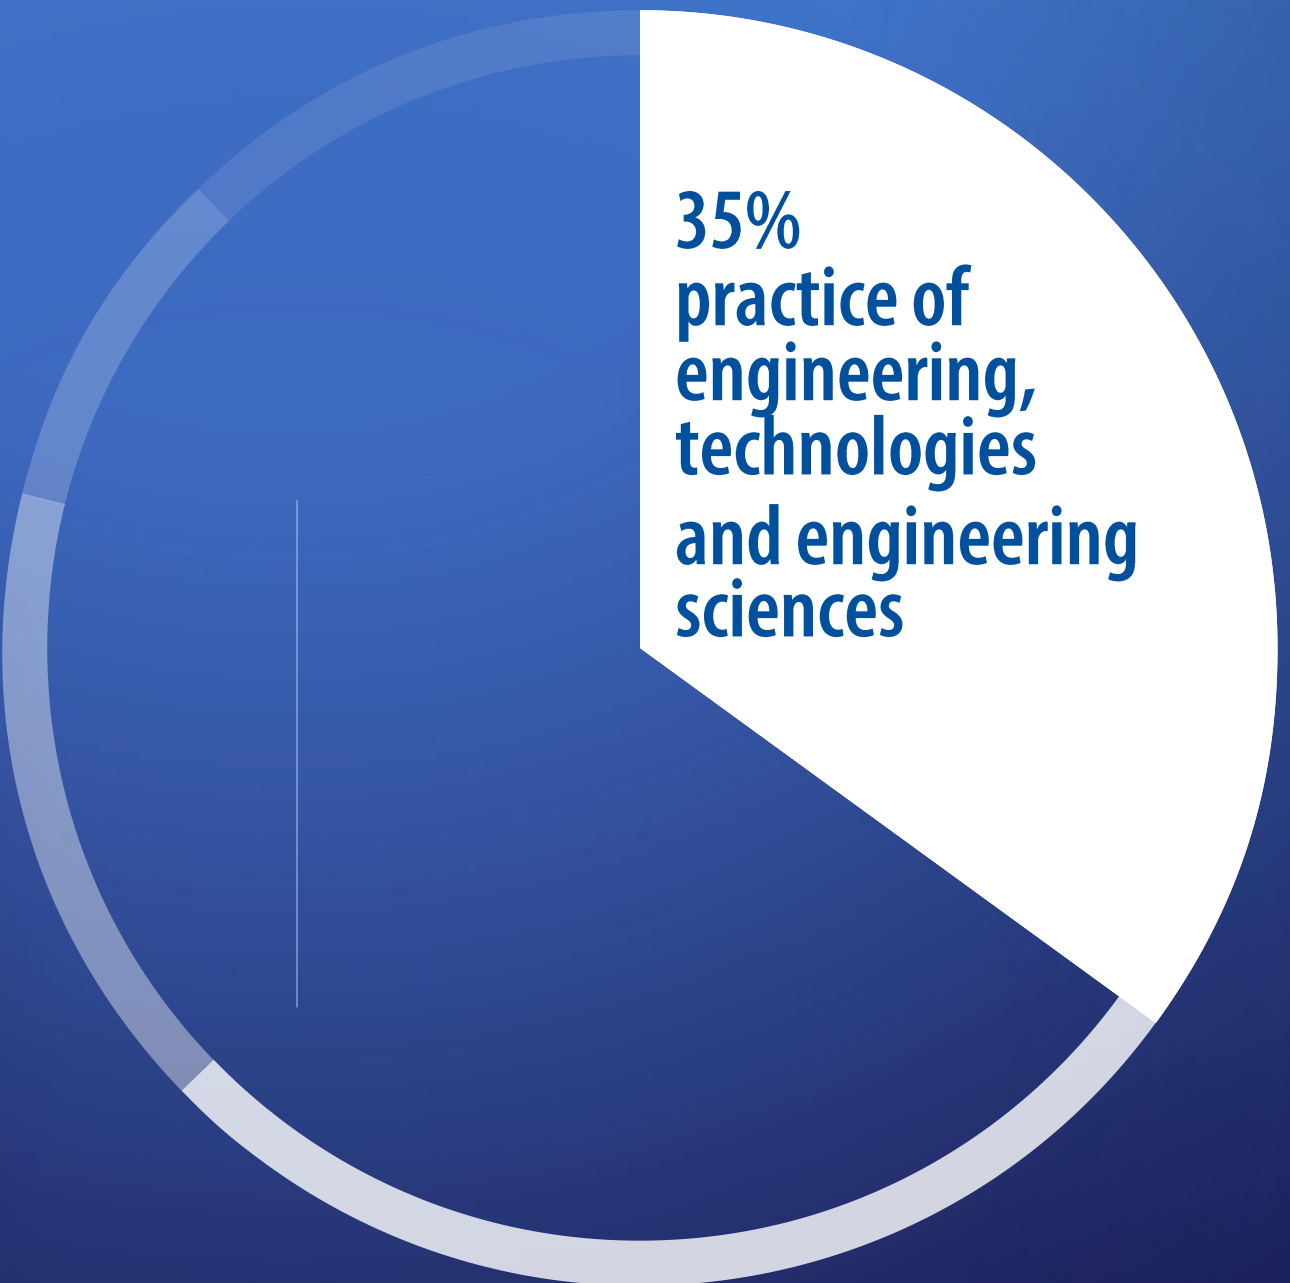 35%
practice of
engineering,
technologies
and engineering
sciences